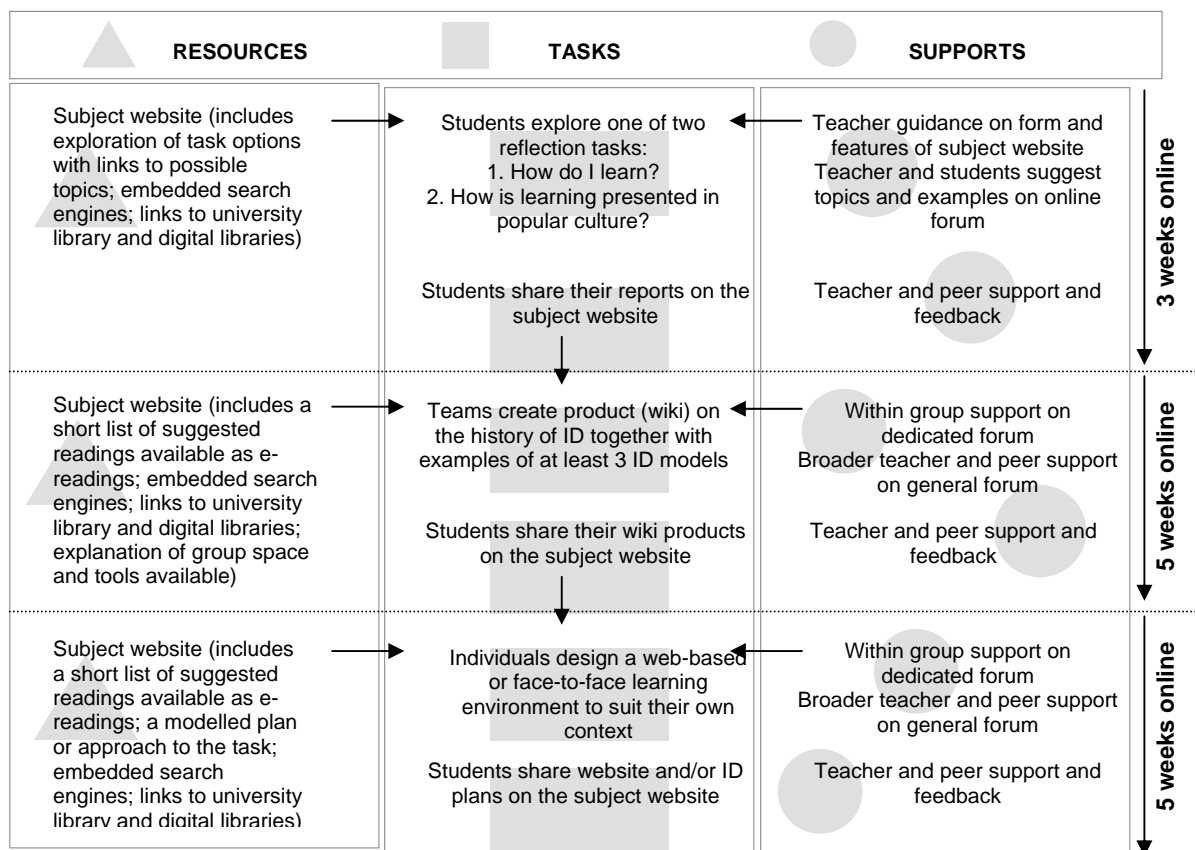 RESOURCES
TASKS
SUPPORTS
Subject website (includes
exploration of task options
with links to possible
topics; embedded search
engines; links to university
library and digital libraries)
Students explore one of two
reflection tasks:
1. How do I learn?
2. How is learning presented in
popular culture?
Students share their reports on the
subject website
Teacher guidance on form and
features of subject website
Teacher and students suggest
topics and examples on online
forum
Teacher and peer support and
feedback
3 weeks online
Subject website (includes a
short list of suggested
readings available as e-
readings; embedded search
engines; links to university
library and digital libraries;
explanation of group space
and tools available)
Teams create product (wiki) on
the history of ID together with
examples of at least 3 ID models
Students share their wiki products
on the subject website
Within group support on
dedicated forum
Broader teacher and peer support
on general forum
Teacher and peer support and
feedback
5 weeks online
Subject website (includes
a short list of suggested
readings available as e-
readings; a modelled plan
or approach to the task;
embedded search
engines; links to university
library and digital libraries)
Individuals design a web-based
or face-to-face learning
environment to suit their own
context
Students share website and/or ID
plans on the subject website
Within group support on
dedicated forum
Broader teacher and peer support
on general forum
Teacher and peer support and
feedback
5 weeks online